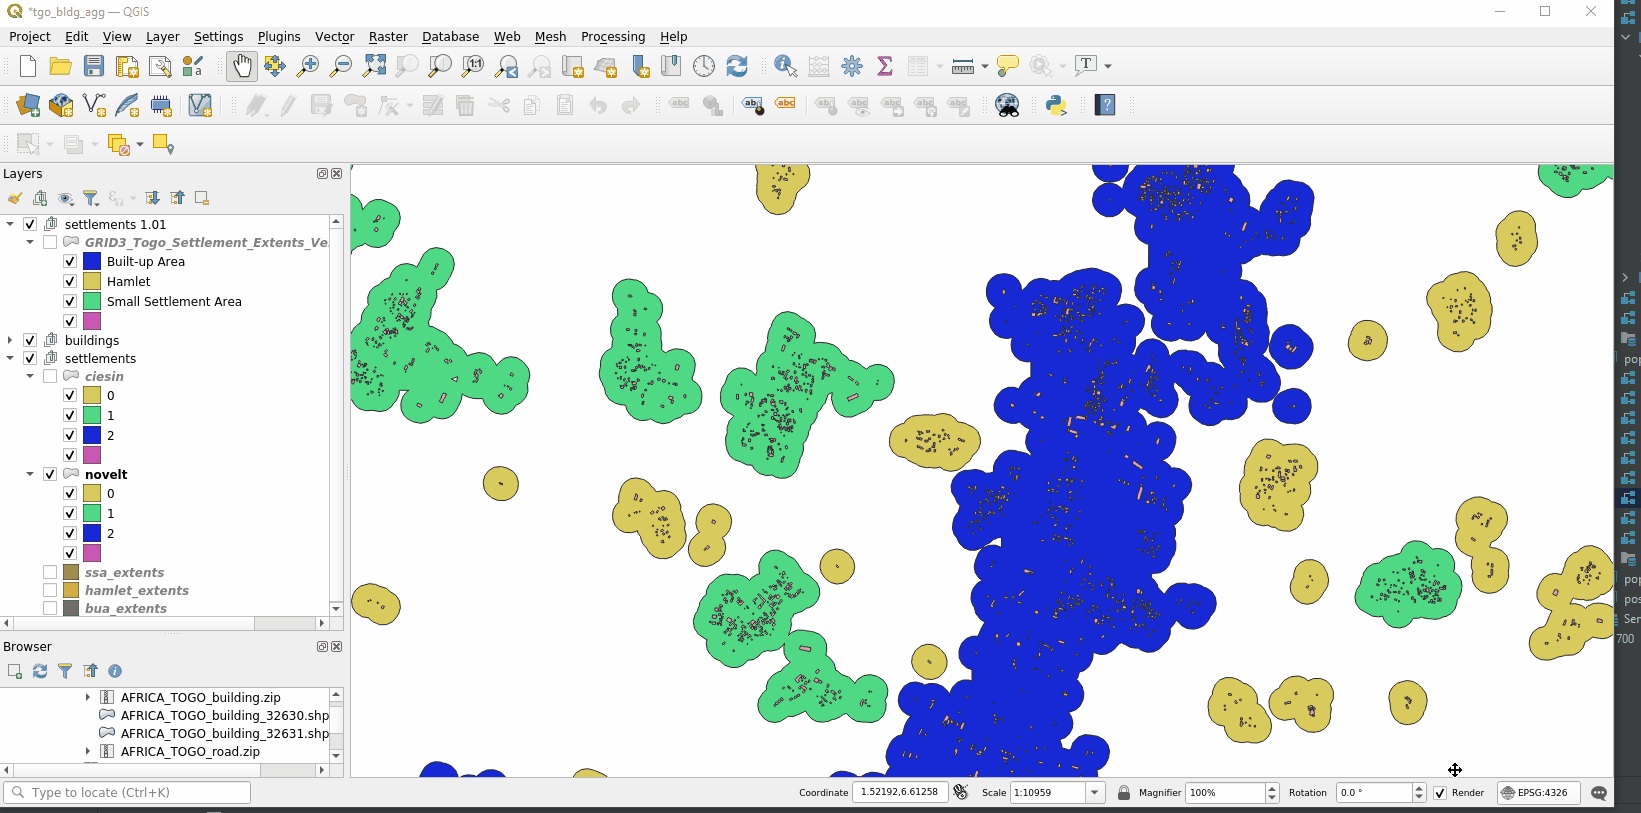 *tgo_bldg_agg — QGIS
Project Edit View Layer Settings Plugins Vector Raster Database Web Mesh Processing Help
Layers
settlements 1.01
GRID3_Togo_Settlement_Extents_Ve
Built-up Area
Hamlet
Small Settlement Area
buildings
settlements
ciesin
0
1
2
novelt
0
1
2
ssa_extents
hamlet_extents
bua_extents
Browser
AFRICA_TOGO_building.zip
AFRICA_TOGO_building_32630.shp
AFRICA_TOGO_building_32631.shp
AFRICA_TOGO_road.zip
Type to locate (Ctrl+K)
Coordinate 1.52192,6.61258 Scale 1:10959 Magnifier 100% Rotation 0.0 ° Render EPSG:4326
pop
pop
pos
Ser
700